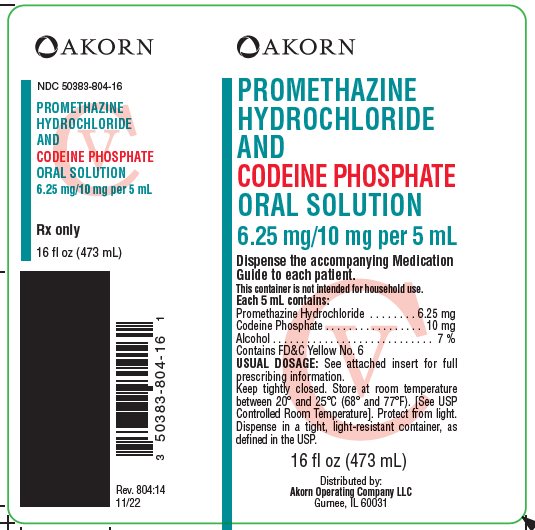 AKORN
NDC 50383-804-16
PROMETHAZINE
HYDROCHLORIDE
AND
CODEINE PHOSPHATE
ORAL SOLUTION
6.25 mg/10 mg per 5 mL
CV
Rx only
16 fl oz (473 mL)
3 50383-804-16 1
Rev. 804:14
11/22
AKORN
PROMETHAZINE
HYDROCHLORIDE
AND
CODEINE PHOSPHATE
ORAL SOLUTION
6.25 mg/10 mg per 5 mL
Dispense the accompanying Medication
Guide to each patient.
This container is not intended for household use.
Each 5 mL contains:
Promethazine Hydrochloride ........ 6.25 mg
Codeine Phosphate ................ 10 mg
Alcohol ........................... 7 %
Contains FD&C Yellow No. 6
USUAL DOSAGE: See attached insert for full
prescribing information.
Keep tightly closed. Store at room temperature
between 20° and 25°C (68° and 77°F). [See USP
Controlled Room Temperature]. Protect from light.
Dispense in a tight, light-resistant container, as
defined in the USP.
CV
16 fl oz (473 mL)
Distributed by:
Akorn Operating Company LLC
Gurnee, IL 60031